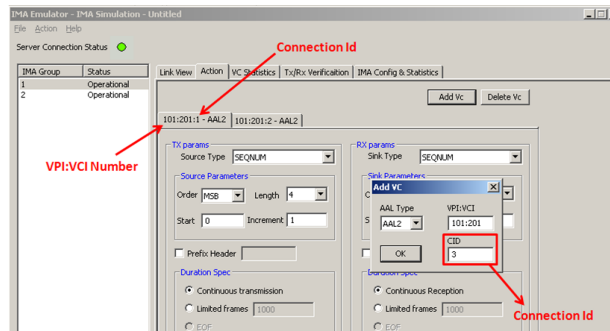 IMA Emulator - IMA Simulation - Untitled
File Action Help
Server Connection Status
Connection Id
IMA Group Status
1 Operational
2 Operational
Link View Action VC Statistics Tx/Rx Verificaition IMA Config & Statistics
Add Vc Delete Vc
101:201:1 - AAL2 101:201:2 - AAL2
VPI:VCI Number
TX params
Source Type SEQNUM
Source Parameters
Order MSB Length 4
Start 0 Increment 1
Prefix Header
Duration Spec
Continuous transmission
Limited frames 1000
EOF
RX params
Sink Type SEQNUM
Sink Parameters
Add VC
AAL Type VPI:VCI
AAL2 101:201
CID
OK 3
Duration Spec
Continuous Reception
Limited frames 1000
EOF
Connection Id